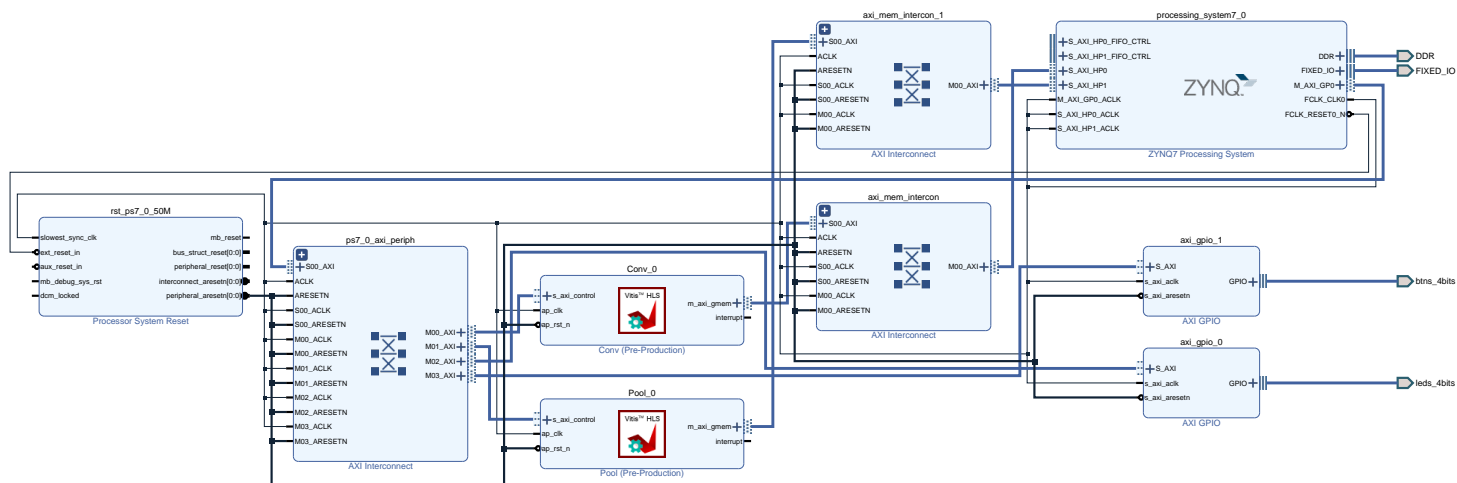 axi_mem_intercon_1
S00_AXI
ACLK
ARESETN
S00_ACLK
S00_ARESETN
M00_ACLK
M00_ARESETN
M00_AXI
AXI Interconnect
processing_system7_0
S_AXI_HP0_FIFO_CTRL
S_AXI_HP1_FIFO_CTRL
S_AXI_HP0
S_AXI_HP1
M_AXI_GP0_ACLK
S_AXI_HP0_ACLK
S_AXI_HP1_ACLK
ZYNQ
DDR
FIXED_IO
M_AXI_GP0
FCLK_CLK0
FCLK_RESET0_N
ZYNQ7 Processing System
DDR
FIXED_IO
rst_ps7_0_50M
slowest_sync_clk
ext_reset_in
aux_reset_in
mb_debug_sys_rst
dcm_locked
mb_reset
bus_struct_reset[0:0]
peripheral_reset[0:0]
interconnect_aresetn[0:0]
peripheral_aresetn[0:0]
Processor System Reset
ps7_0_axi_periph
S00_AXI
ACLK
ARESETN
S00_ACLK
S00_ARESETN
M00_ACLK
M00_ARESETN
M01_ACLK
M01_ARESETN
M02_ACLK
M02_ARESETN
M03_ACLK
M03_ARESETN
M00_AXI
M01_AXI
M02_AXI
M03_AXI
AXI Interconnect
Conv_0
s_axi_control
ap_clk
ap_rst_n
Vitis™ HLS
m_axi_gmem
interrupt
Conv (Pre-Production)
Pool_0
s_axi_control
ap_clk
ap_rst_n
Vitis™ HLS
m_axi_gmem
interrupt
Pool (Pre-Production)
axi_mem_intercon
S00_AXI
ACLK
ARESETN
S00_ACLK
S00_ARESETN
M00_ACLK
M00_ARESETN
M00_AXI
AXI Interconnect
axi_gpio_1
S_AXI
s_axi_aclk
s_axi_aresetn
GPIO
AXI GPIO
btns_4bits
axi_gpio_0
S_AXI
s_axi_aclk
s_axi_aresetn
GPIO
AXI GPIO
leds_4bits